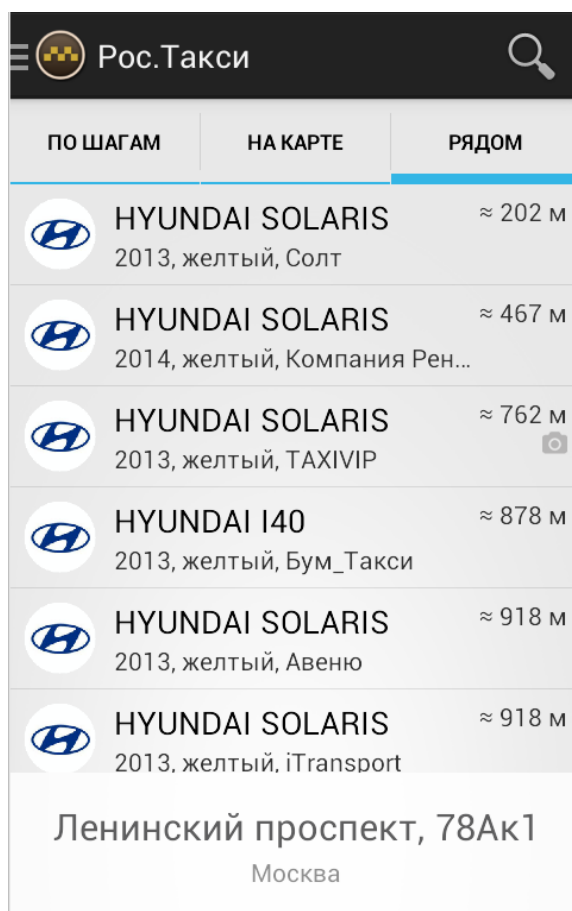 Рос.Такси
ПО ШАГАМ НА КАРТЕ РЯДОМ
HYUNDAI SOLARIS ≈ 202 м
2013, желтый, Солт
HYUNDAI SOLARIS ≈ 467 м
2014, желтый, Компания Рен...
HYUNDAI SOLARIS ≈ 762 м
2013, желтый, TAXIVIP
HYUNDAI I40 ≈ 878 м
2013, желтый, Бум_Такси
HYUNDAI SOLARIS ≈ 918 м
2013, желтый, Авеню
HYUNDAI SOLARIS ≈ 918 м
2013, желтый, iTransport
Ленинский проспект, 78Ак1
Москва